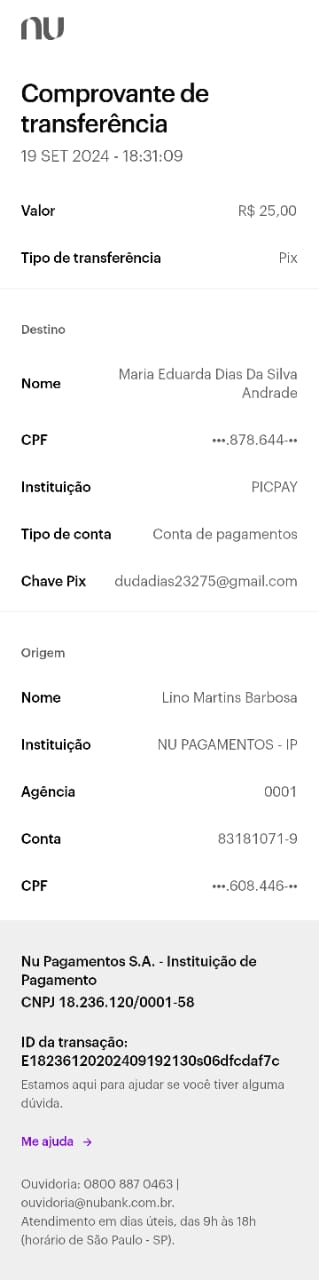 nu
Comprovante de
transferência
19 SET 2024 - 18:31:09
Valor R$ 25,00
Tipo de transferência Pix
Destino
Nome Maria Eduarda Dias Da Silva
Andrade
CPF •••.878.644-••
Instituição PICPAY
Tipo de conta Conta de pagamentos
Chave Pix dudadias23275@gmail.com
Origem
Nome Lino Martins Barbosa
Instituição NU PAGAMENTOS - IP
Agência 0001
Conta 83181071-9
CPF •••.608.446-••
Nu Pagamentos S.A. - Instituição de
Pagamento
CNPJ 18.236.120/0001-58
ID da transação:
E18236120202409192130s06dfcdaf7c
Estamos aqui para ajudar se você tiver alguma
dúvida.
Me ajuda →
Ouvidoria: 0800 887 0463 |
ouvidoria@nubank.com.br.
Atendimento em dias úteis, das 9h às 18h
(horário de São Paulo - SP).